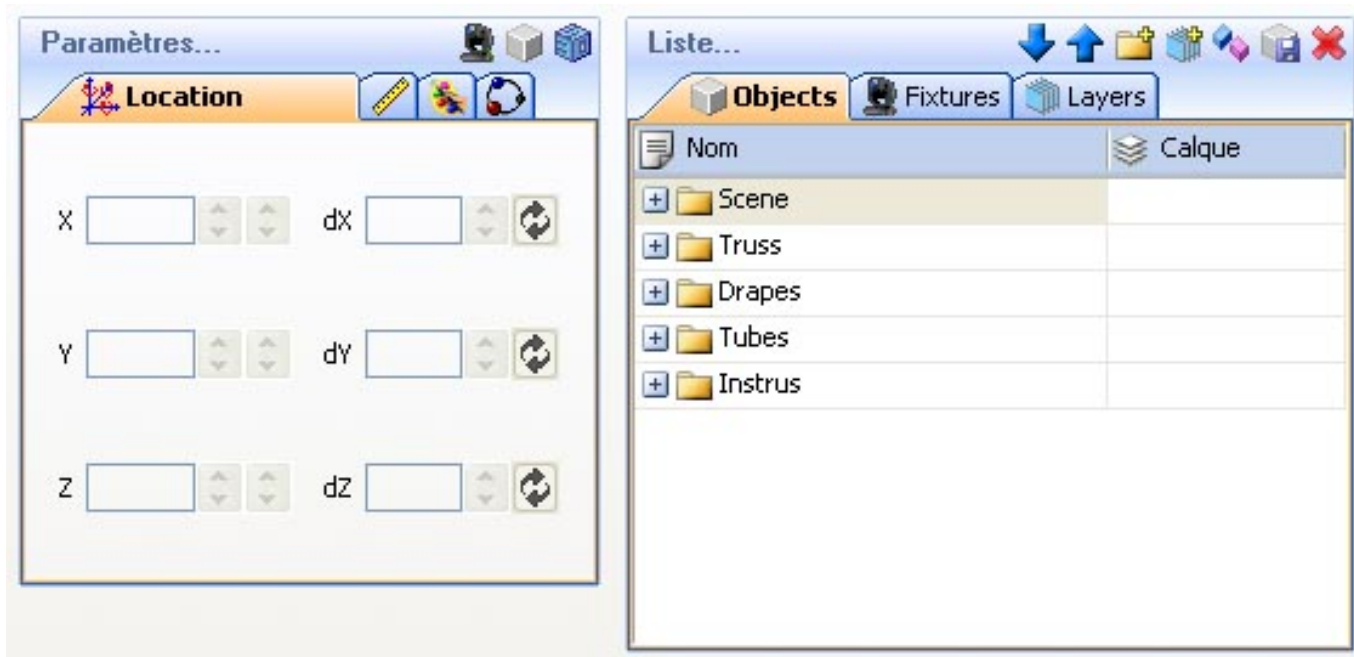 Paramètres...
Location
X dX
Y dY
Z dZ
Liste...
Objects Fixtures Layers
Nom Calque
Scene
Truss
Drapes
Tubes
Instrus